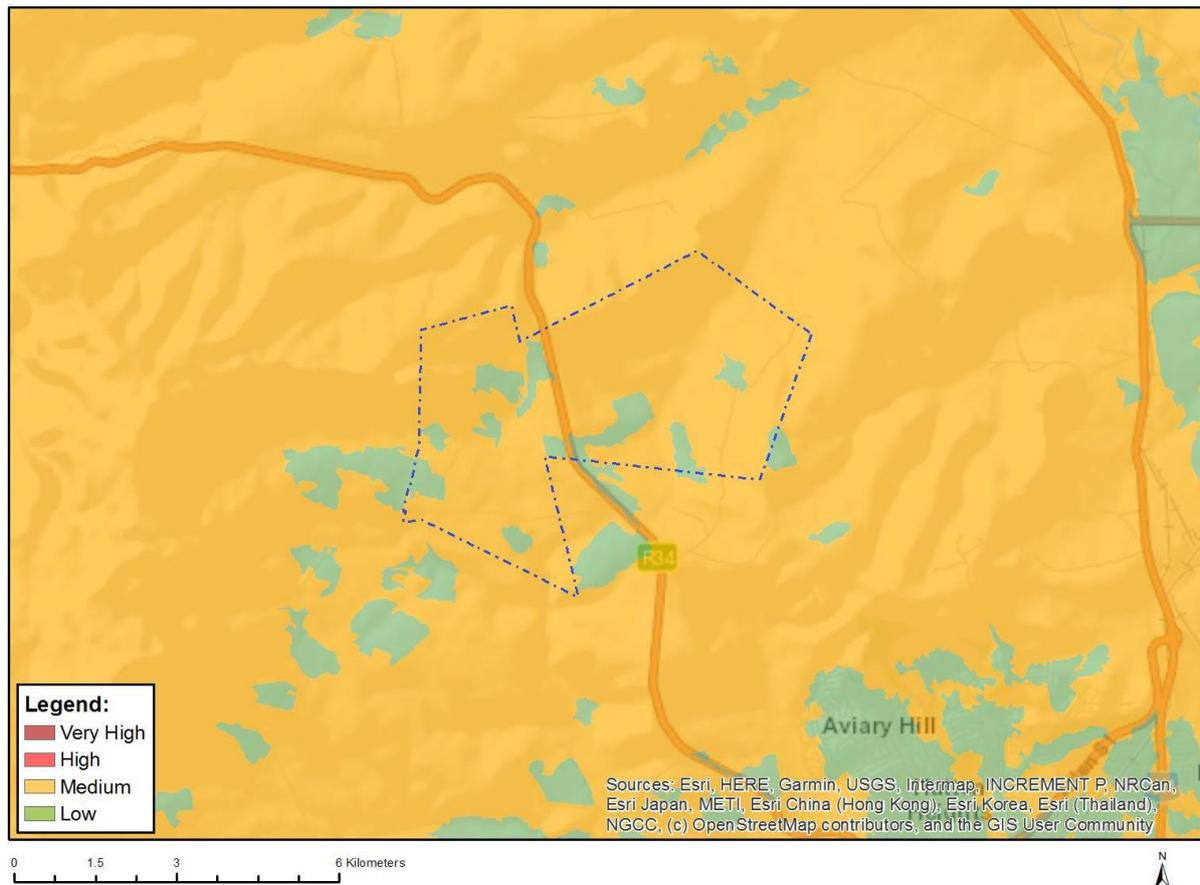 R34
Aviary Hill
Legend:
Very High
High
Medium
Low
Sources: Esri, HERE, Garmin, USGS, Intermap, INCREMENT P, NRCan,
Esri Japan, METI, Esri China (Hong Kong), Esri Korea, Esri (Thailand),
NGCC, (c) OpenStreetMap contributors, and the GIS User Community
0 1.5 3 6 Kilometers
N